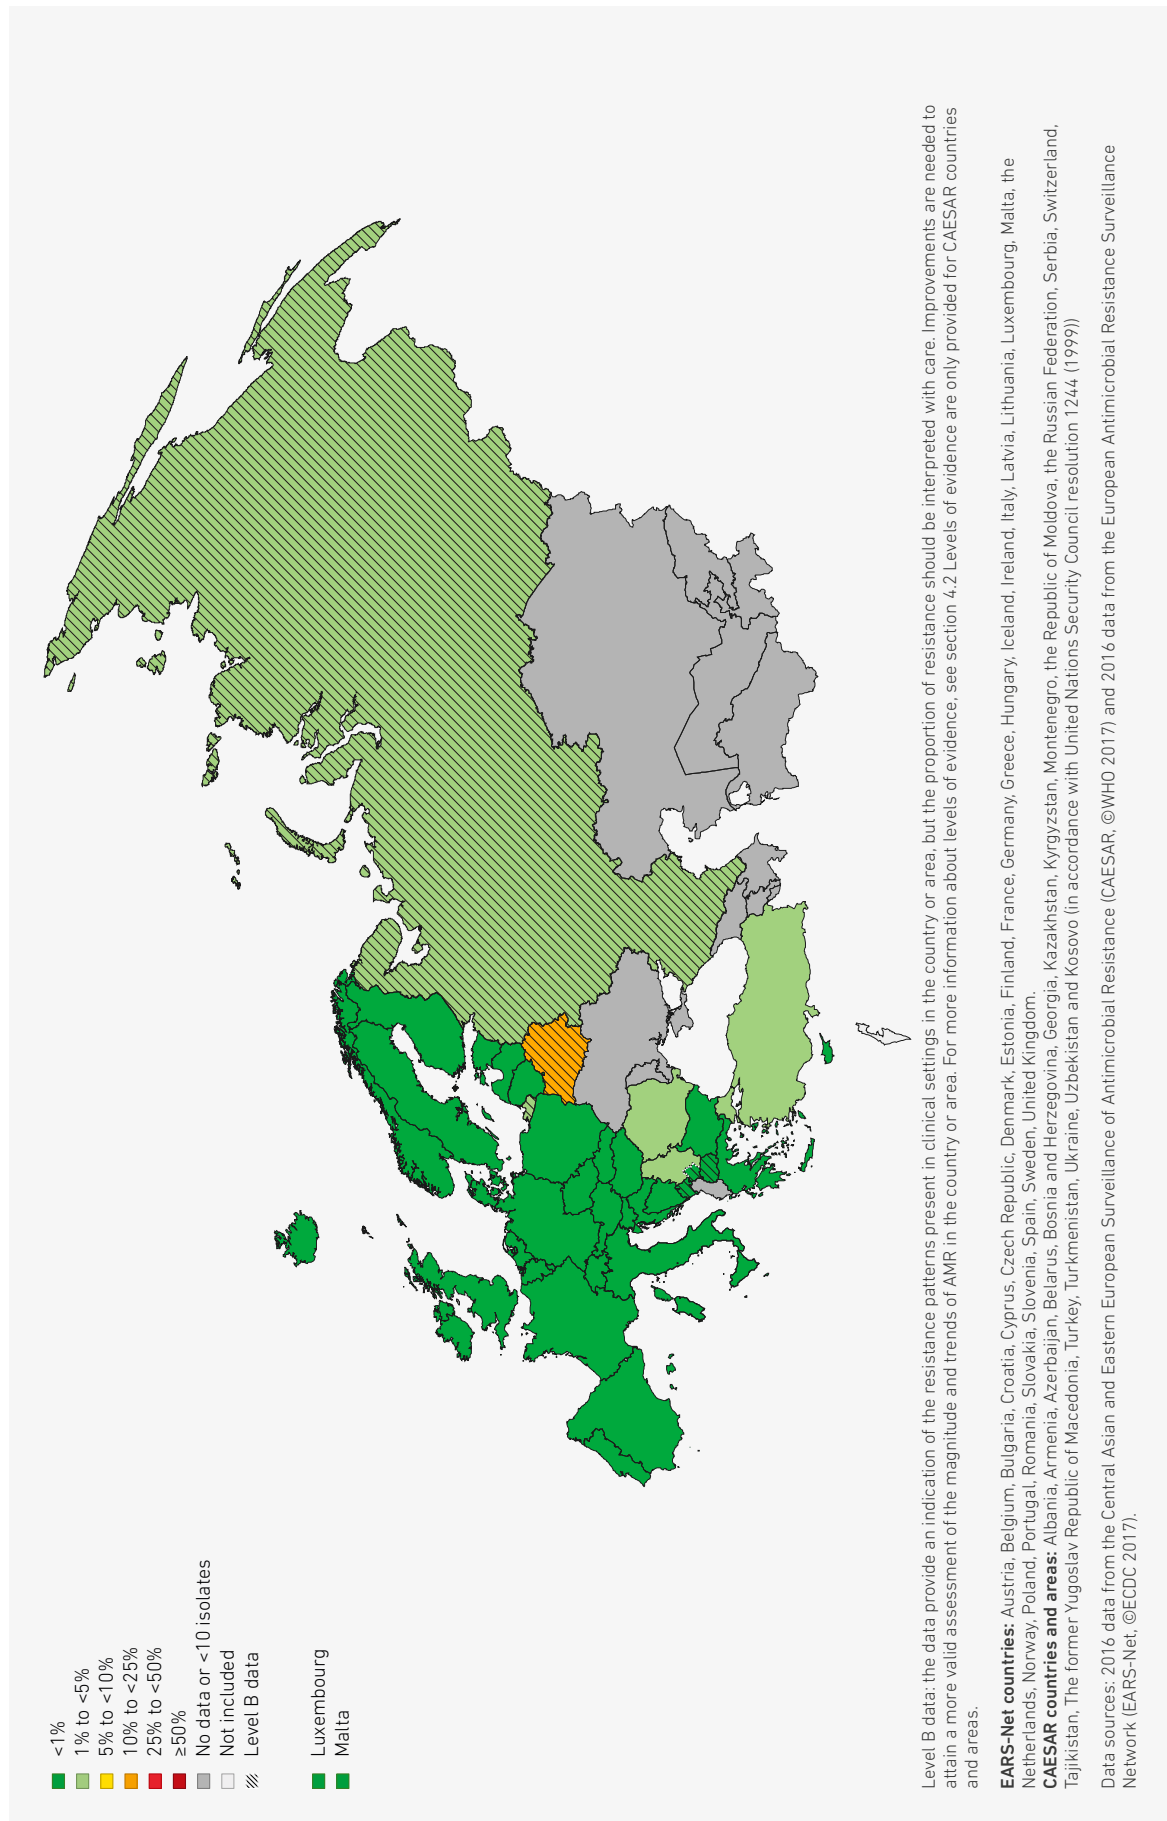 <1%
1% to <5%
5% to <10%
10% to <25%
25% to <50%
≥50%
No data or <10 isolates
Not included
Level B data
Luxembourg
Malta
Level B data: the data provide an indication of the resistance patterns present in clinical settings in the country or area, but the proportion of resistance should be interpreted with care. Improvements are needed to
attain a more valid assessment of the magnitude and trends of AMR in the country or area. For more information about levels of evidence, see section 4.2 Levels of evidence are only provided for CAESAR countries
and areas.
EARS-Net countries: Austria, Belgium, Bulgaria, Croatia, Cyprus, Czech Republic, Denmark, Estonia, Finland, France, Germany, Greece, Hungary, Iceland, Ireland, Italy, Latvia, Lithuania, Luxembourg, Malta, the
Netherlands, Norway, Poland, Portugal, Romania, Slovakia, Slovenia, Spain, Sweden, United Kingdom.
CAESAR countries and areas: Albania, Armenia, Azerbaijan, Belarus, Bosnia and Herzegovina, Georgia, Kazakhstan, Kyrgyzstan, Montenegro, the Republic of Moldova, the Russian Federation, Serbia, Switzerland,
Tajikistan, The former Yugoslav Republic of Macedonia, Turkey, Turkmenistan, Ukraine, Uzbekistan and Kosovo (in accordance with United Nations Security Council resolution 1244 (1999))
Data sources: 2016 data from the Central Asian and Eastern European Surveillance of Antimicrobial Resistance (CAESAR, ©WHO 2017) and 2016 data from the European Antimicrobial Resistance Surveillance
Network (EARS-Net, ©ECDC 2017).